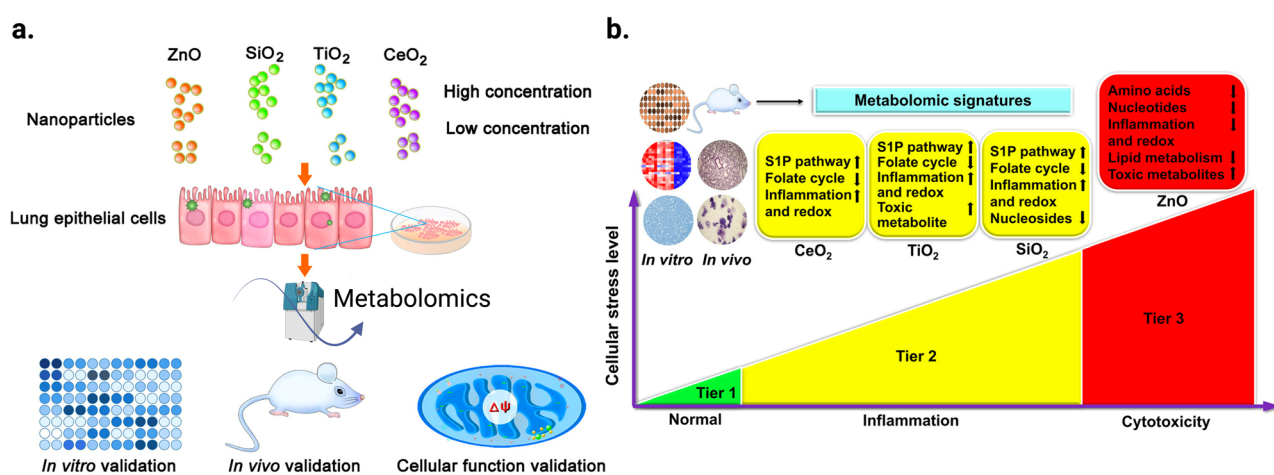 a.
ZnO SiO₂ TiO₂ CeO₂
Nanoparticles
High concentration
Low concentration
Lung epithelial cells
Metabolomics
Δψ
In vitro validation
In vivo validation
Cellular function validation
b.
Metabolomic signatures
In vitro
In vivo
S1P pathway ↑
Folate cycle ↓
Inflammation ↑
and redox
CeO₂
S1P pathway ↑
Folate cycle ↓
Inflammation ↑
and redox
Toxic ↑
metabolite
TiO₂
S1P pathway ↑
Folate cycle ↓
Inflammation ↑
and redox
Nucleosides ↓
SiO₂
Amino acids ↓
Nucleotides ↓
Inflammation ↓
and redox
Lipid metabolism ↓
Toxic metabolites ↑
ZnO
Cellular stress level
Tier 1
Tier 2
Tier 3
Normal
Inflammation
Cytotoxicity